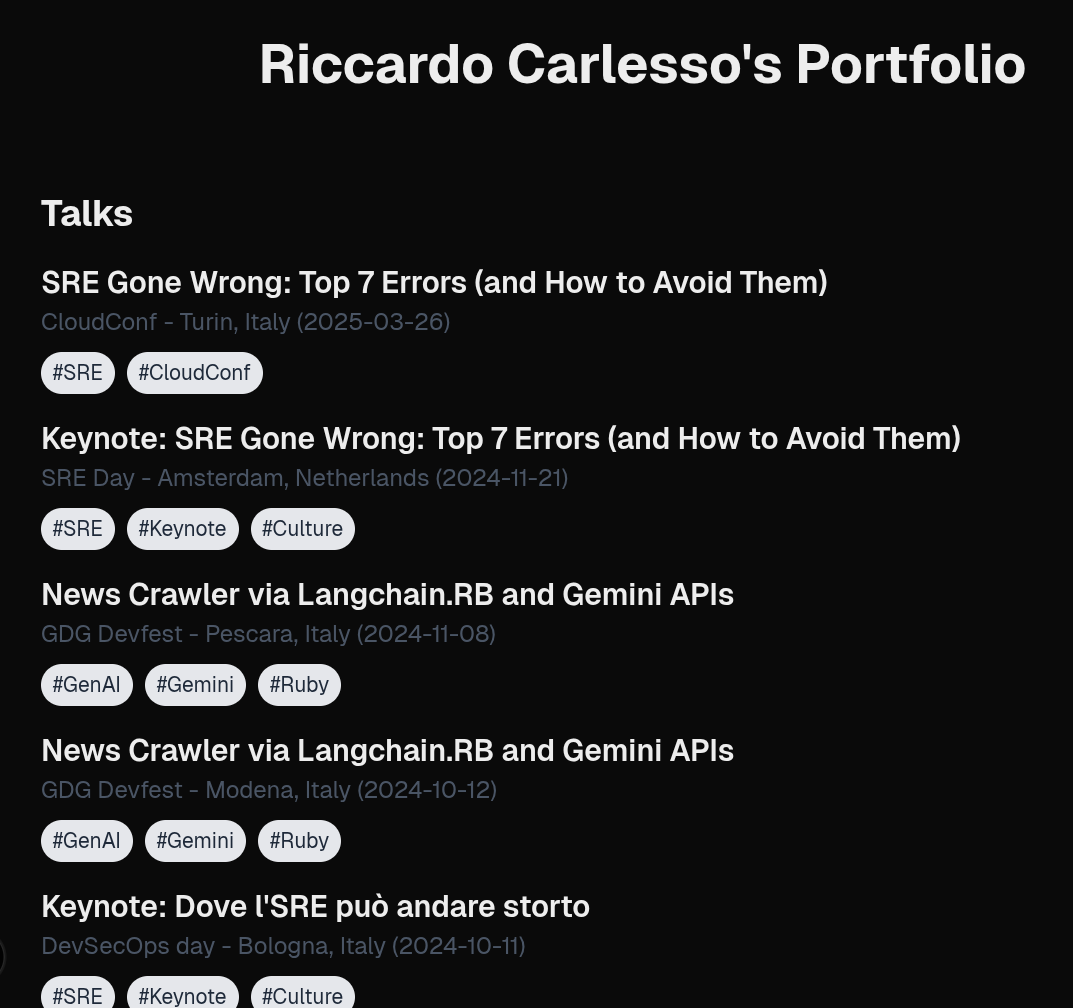 Riccardo Carlesso's Portfolio
Talks
SRE Gone Wrong: Top 7 Errors (and How to Avoid Them)
CloudConf - Turin, Italy (2025-03-26)
#SRE #CloudConf
Keynote: SRE Gone Wrong: Top 7 Errors (and How to Avoid Them)
SRE Day - Amsterdam, Netherlands (2024-11-21)
#SRE #Keynote #Culture
News Crawler via Langchain.RB and Gemini APIs
GDG Devfest - Pescara, Italy (2024-11-08)
#GenAI #Gemini #Ruby
News Crawler via Langchain.RB and Gemini APIs
GDG Devfest - Modena, Italy (2024-10-12)
#GenAI #Gemini #Ruby
Keynote: Dove l'SRE può andare storto
DevSecOps day - Bologna, Italy (2024-10-11)
#SRE #Keynote #Culture